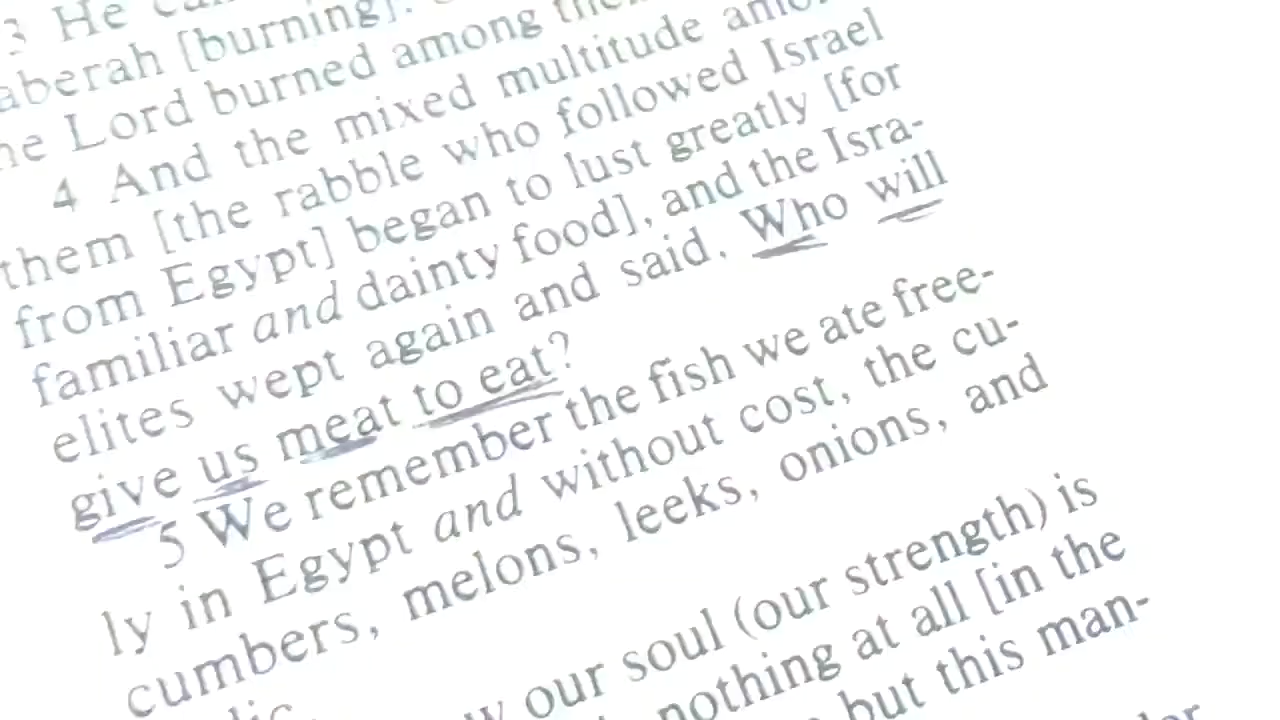 3 He
aberah [burning].
he Lord burned among
4 And the mixed multitude
them [the rabble who followed Israel
from Egypt] began to lust greatly [for
familiar and dainty food], and the Isra-
elites wept again and said, Who will
give us meat to eat?
5 We remember the fish we ate free-
ly in Egypt and without cost, the cu-
cumbers, melons, leeks, onions, and
our soul (our strength) is
nothing at all [in the
but this man-